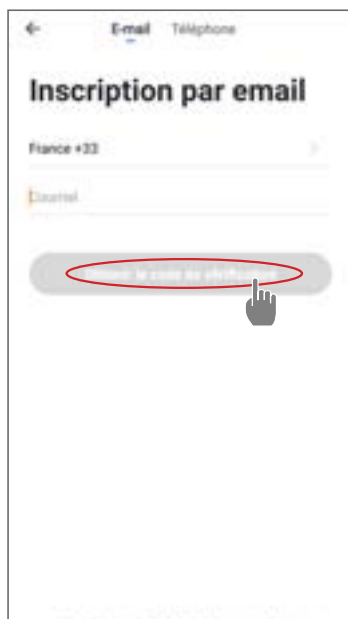 E-mail Téléphone
Inscription par email
France +33
Courriel
Obtenir le code de vérification